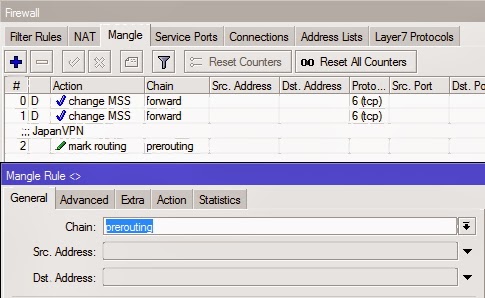 Firewall
Filter Rules NAT Mangle Service Ports Connections Address Lists Layer7 Protocols
Reset Counters 00 Reset All Counters
# Action Chain Src. Address Dst. Address Proto... Src. Port Dst. Po
0 D change MSS forward 6 (tcp)
1 D change MSS forward 6 (tcp)
;;; JapanVPN
2 mark routing prerouting
Mangle Rule <>
General Advanced Extra Action Statistics
Chain: prerouting
Src. Address:
Dst. Address: